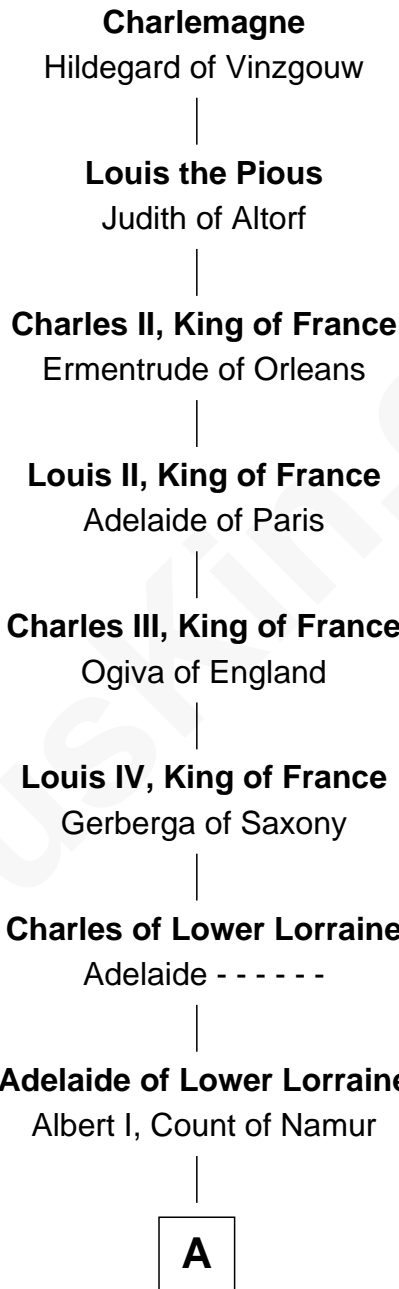 Charlemagne
Hildegard of Vinzgouw
Louis the Pious
Judith of Altorf
Charles II, King of France
Ermentrude of Orleans
Louis II, King of France
Adelaide of Paris
Charles III, King of France
Ogiva of England
Louis IV, King of France
Gerberga of Saxony
Charles of Lower Lorraine
Adelaide - - - - - -
Adelaide of Lower Lorraine
Albert I, Count of Namur
A